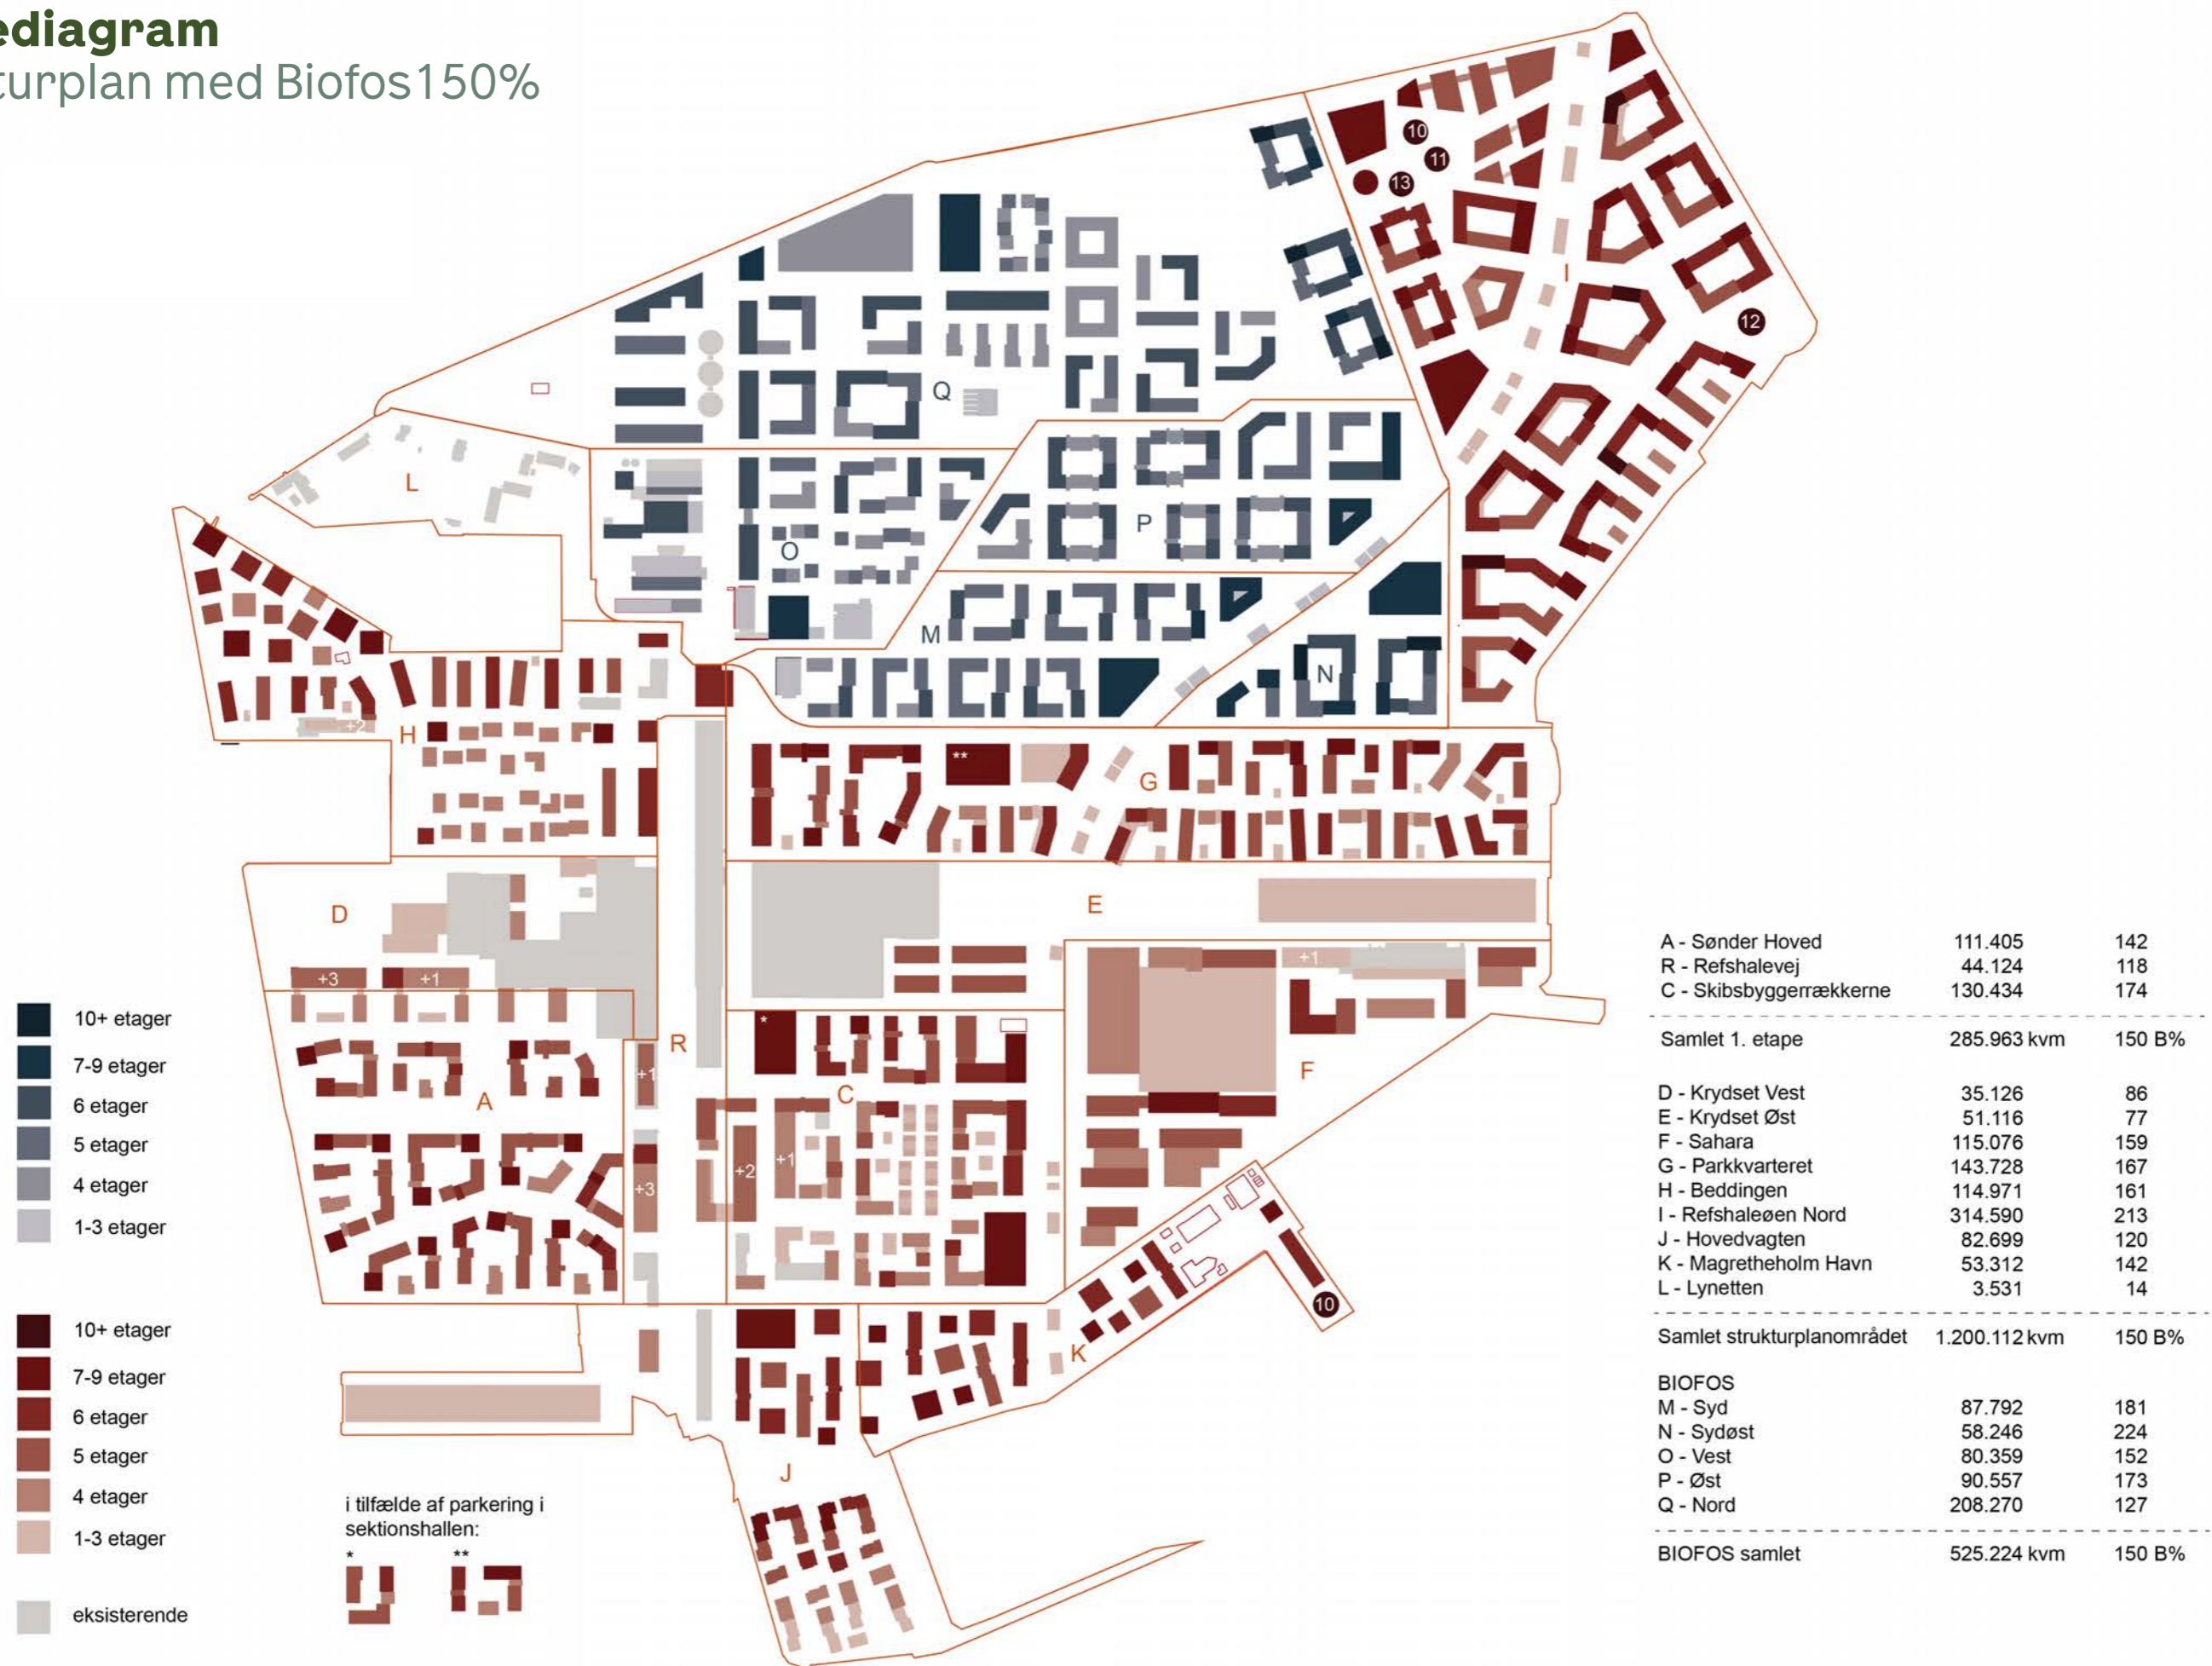 ediagram
turplan med Biofos150%
10
11
13
I
12
Q
L
O
P
M
N
+2
H
**
G
D
E
+3
+1
*
R
+1
+1
F
C
A
+2
+1
+3
10
K
J
10+ etager
7-9 etager
6 etager
5 etager
4 etager
1-3 etager
10+ etager
7-9 etager
6 etager
5 etager
4 etager
1-3 etager
eksisterende
i tilfælde af parkering i
sektionshallen:
* **
A - Sønder Hoved 111.405 142
R - Refshalevej 44.124 118
C - Skibsbyggerrækkerne 130.434 174
Samlet 1. etape 285.963 kvm 150 B%
D - Krydset Vest 35.126 86
E - Krydset Øst 51.116 77
F - Sahara 115.076 159
G - Parkkvarteret 143.728 167
H - Beddingen 114.971 161
I - Refshaleøen Nord 314.590 213
J - Hovedvagten 82.699 120
K - Magretheholm Havn 53.312 142
L - Lynetten 3.531 14
Samlet strukturplanområdet 1.200.112 kvm 150 B%
BIOFOS
M - Syd 87.792 181
N - Sydøst 58.246 224
O - Vest 80.359 152
P - Øst 90.557 173
Q - Nord 208.270 127
BIOFOS samlet 525.224 kvm 150 B%